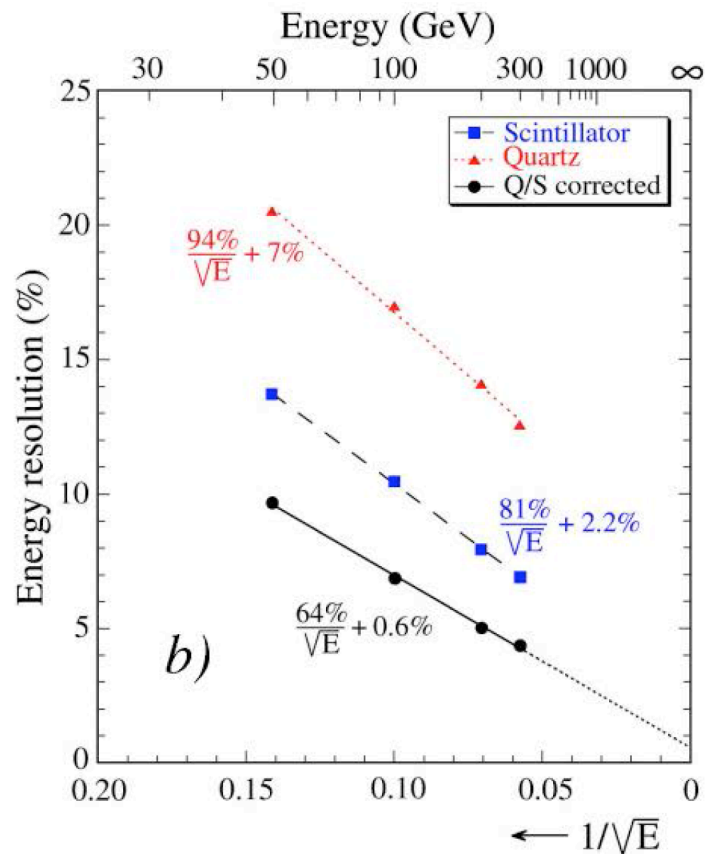 Energy (GeV)
30 50 100 300 1000 ∞
25
Scintillator
Quartz
Q/S corrected
20
94%/√E + 7%
Energy resolution (%)
15
10
81%/√E + 2.2%
5
64%/√E + 0.6%
b)
0
0.20 0.15 0.10 0.05 0
← 1/√E